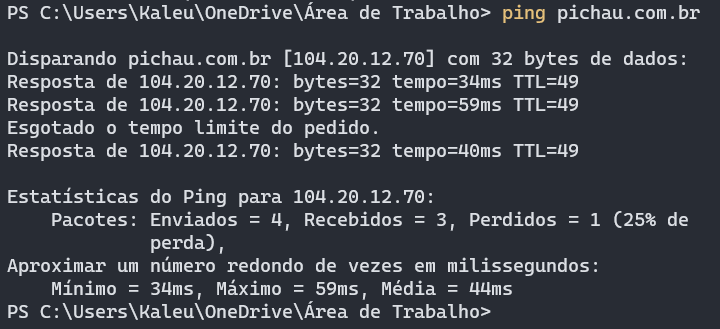 PS C:\Users\Kaleu\OneDrive\Área de Trabalho> ping pichau.com.br
Disparando pichau.com.br [104.20.12.70] com 32 bytes de dados:
Resposta de 104.20.12.70: bytes=32 tempo=34ms TTL=49
Resposta de 104.20.12.70: bytes=32 tempo=59ms TTL=49
Esgotado o tempo limite do pedido.
Resposta de 104.20.12.70: bytes=32 tempo=40ms TTL=49
Estatísticas do Ping para 104.20.12.70:
Pacotes: Enviados = 4, Recebidos = 3, Perdidos = 1 (25% de
perda),
Aproximar um número redondo de vezes em milissegundos:
Mínimo = 34ms, Máximo = 59ms, Média = 44ms
PS C:\Users\Kaleu\OneDrive\Área de Trabalho>